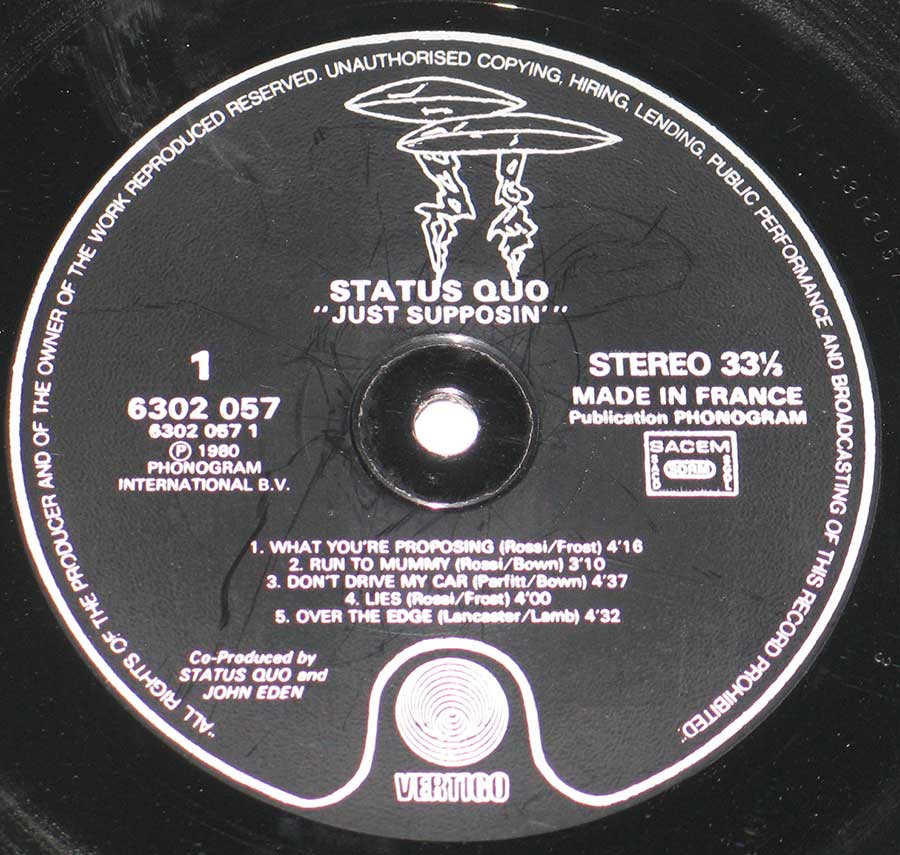 "ALL RIGHTS OF THE PRODUCER AND OF THE OWNER OF THE WORK REPRODUCED RESERVED. UNAUTHORISED COPYING, HIRING, LENDING, PUBLIC PERFORMANCE AND BROADCASTING OF THIS RECORD PROHIBITED."
STATUS QUO
"JUST SUPPOSIN'"
1
6302 057
6302 057 1
Ⓟ 1980
PHONOGRAM
INTERNATIONAL B.V.
STEREO 33⅓
MADE IN FRANCE
Publication PHONOGRAM
SACEM
SACD
SDRM
SGDL
1. WHAT YOU'RE PROPOSING (Rossi/Frost) 4'16
2. RUN TO MUMMY (Rossi/Bown) 3'10
3. DON'T DRIVE MY CAR (Parfitt/Bown) 4'37
4. LIES (Rossi/Frost) 4'00
5. OVER THE EDGE (Lancaster/Lamb) 4'32
Co-Produced by
STATUS QUO and
JOHN EDEN
VERTIGO